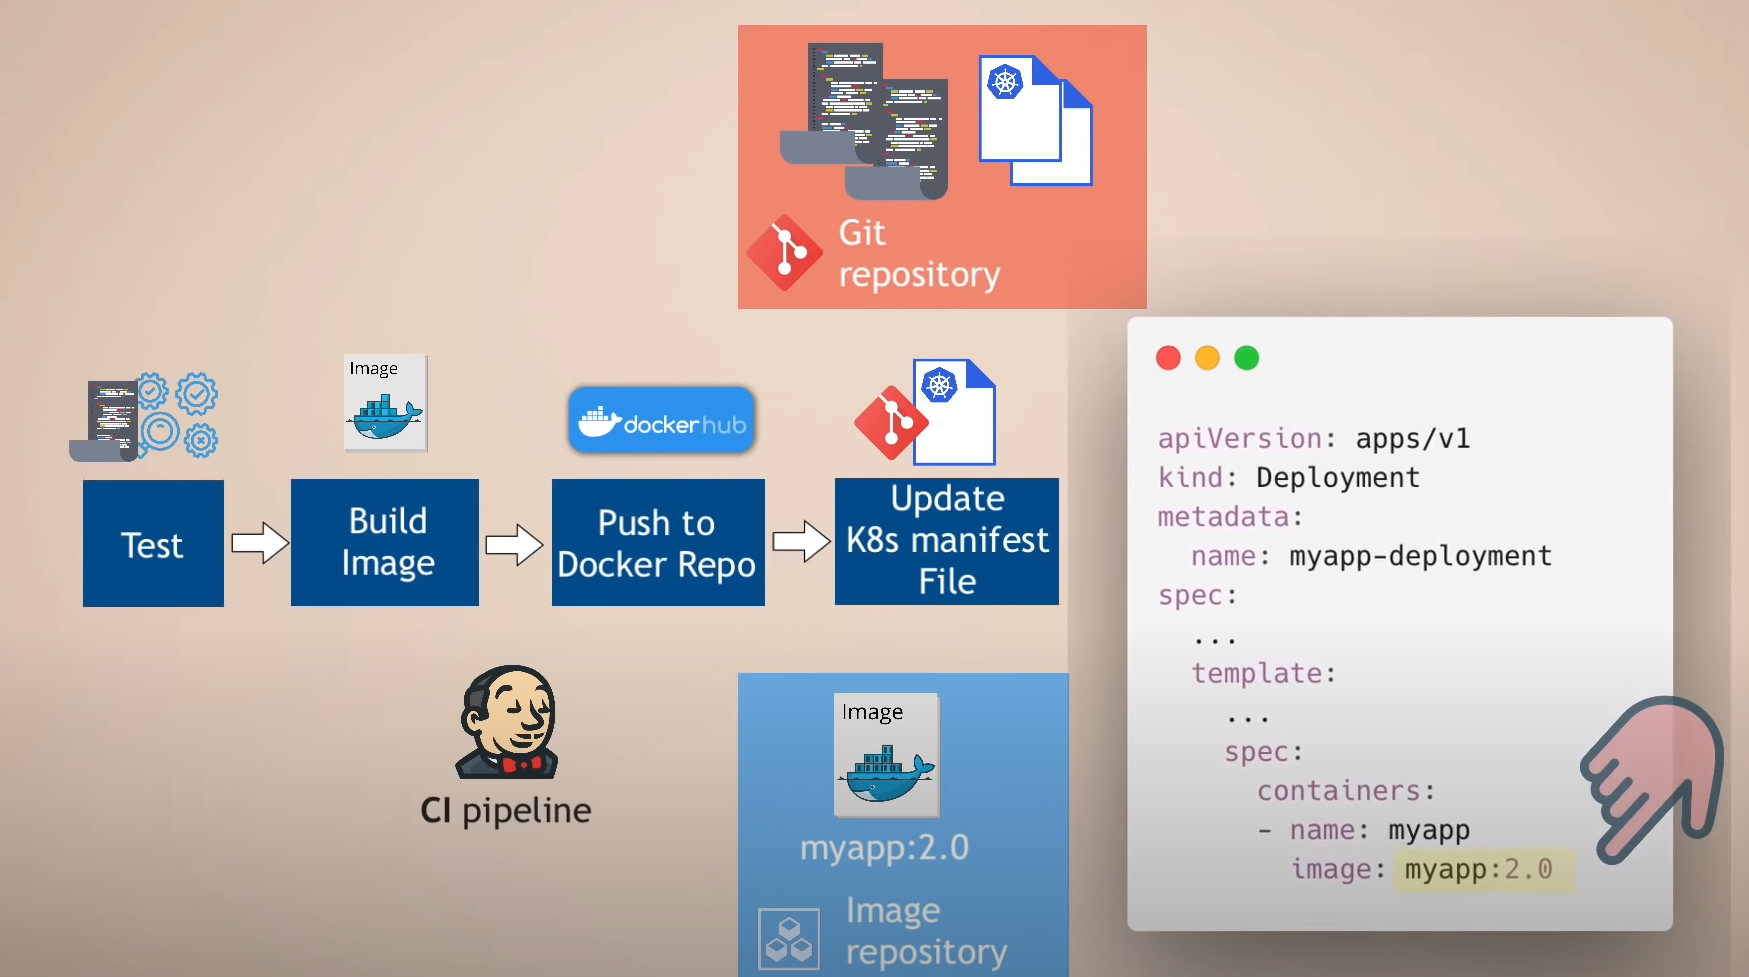 Git
repository
Image
dockerhub
Test
Build
Image
Push to
Docker Repo
Update
K8s manifest
File
CI pipeline
Image
myapp:2.0
Image
repository
apiVersion: apps/v1
kind: Deployment
metadata:
name: myapp-deployment
spec:
...
template:
...
spec:
containers:
- name: myapp
image: myapp:2.0